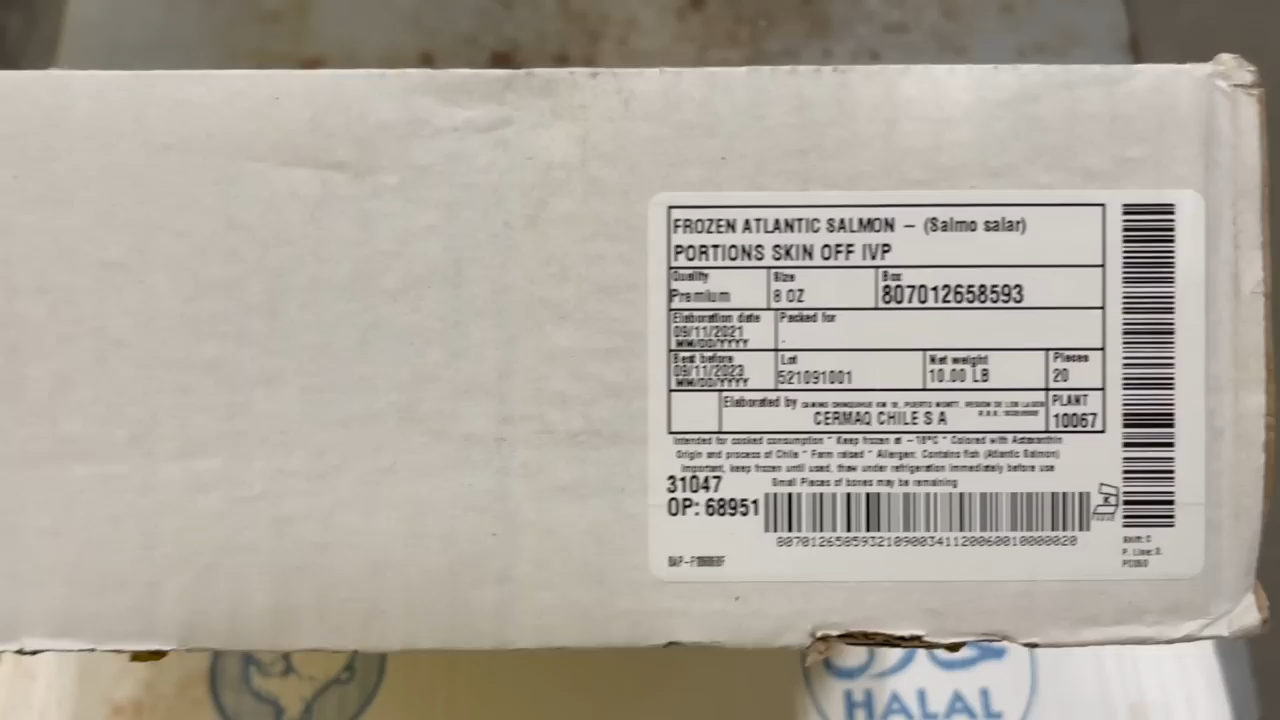 FROZEN ATLANTIC SALMON – (Salmo salar)
PORTIONS SKIN OFF IVP
Quality
Premium
Size
8 OZ
Box
807012658593
Elaboration date
09/11/2021
MM/DD/YYYY
Packed for
-
Best before
09/11/2023
MM/DD/YYYY
Lot
521091001
Net weight
10.00 LB
Pieces
20
Elaborated by
CERMAQ CHILE S A
PLANT
10067
Intended for cooked consumption * Keep frozen at -18°C * Colored with Astaxanthin
Origin and process of Chile * Farm raised * Allergen: Contains fish (Atlantic Salmon)
Important, keep frozen until used, thaw under refrigeration immediately before use
Small Pieces of bones may be remaining
31047
OP: 68951
K
Shift: C
HALAL
حلال